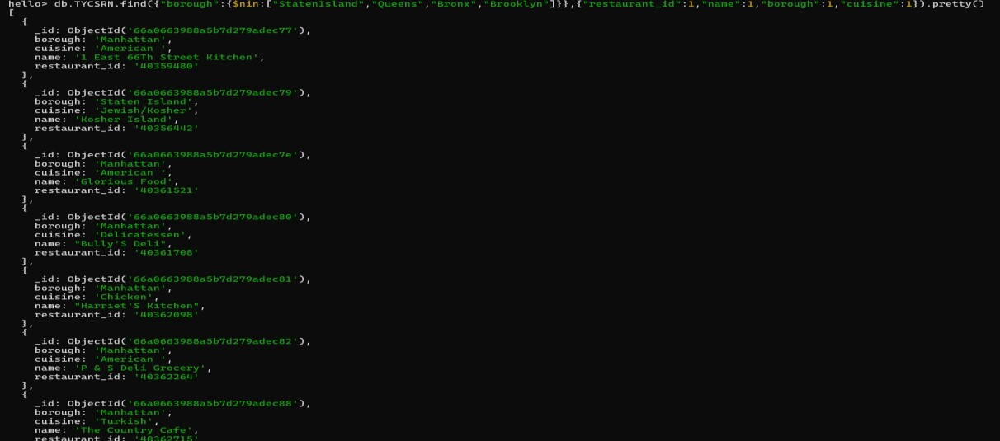 hello> db.TYCSRN.find({"borough":{$nin:["StatenIsland","Queens","Bronx","Brooklyn"]}},{"restaurant_id":1,"name":1,"borough":1,"cuisine":1}).pretty()
[
  {
    _id: ObjectId('66a0663988a5b7d279adec77'),
    borough: 'Manhattan',
    cuisine: 'American ',
    name: '1 East 66Th Street Kitchen',
    restaurant_id: '40359480'
  },
  {
    _id: ObjectId('66a0663988a5b7d279adec79'),
    borough: 'Staten Island',
    cuisine: 'Jewish/Kosher',
    name: 'Kosher Island',
    restaurant_id: '40356442'
  },
  {
    _id: ObjectId('66a0663988a5b7d279adec7e'),
    borough: 'Manhattan',
    cuisine: 'American ',
    name: 'Glorious Food',
    restaurant_id: '40361521'
  },
  {
    _id: ObjectId('66a0663988a5b7d279adec80'),
    borough: 'Manhattan',
    cuisine: 'Delicatessen',
    name: "Bully'S Deli",
    restaurant_id: '40361708'
  },
  {
    _id: ObjectId('66a0663988a5b7d279adec81'),
    borough: 'Manhattan',
    cuisine: 'Chicken',
    name: "Harriet'S Kitchen",
    restaurant_id: '40362098'
  },
  {
    _id: ObjectId('66a0663988a5b7d279adec82'),
    borough: 'Manhattan',
    cuisine: 'American ',
    name: 'P & S Deli Grocery',
    restaurant_id: '40362264'
  },
  {
    _id: ObjectId('66a0663988a5b7d279adec88'),
    borough: 'Manhattan',
    cuisine: 'Turkish',
    name: 'The Country Cafe',
    restaurant_id: '40362715'